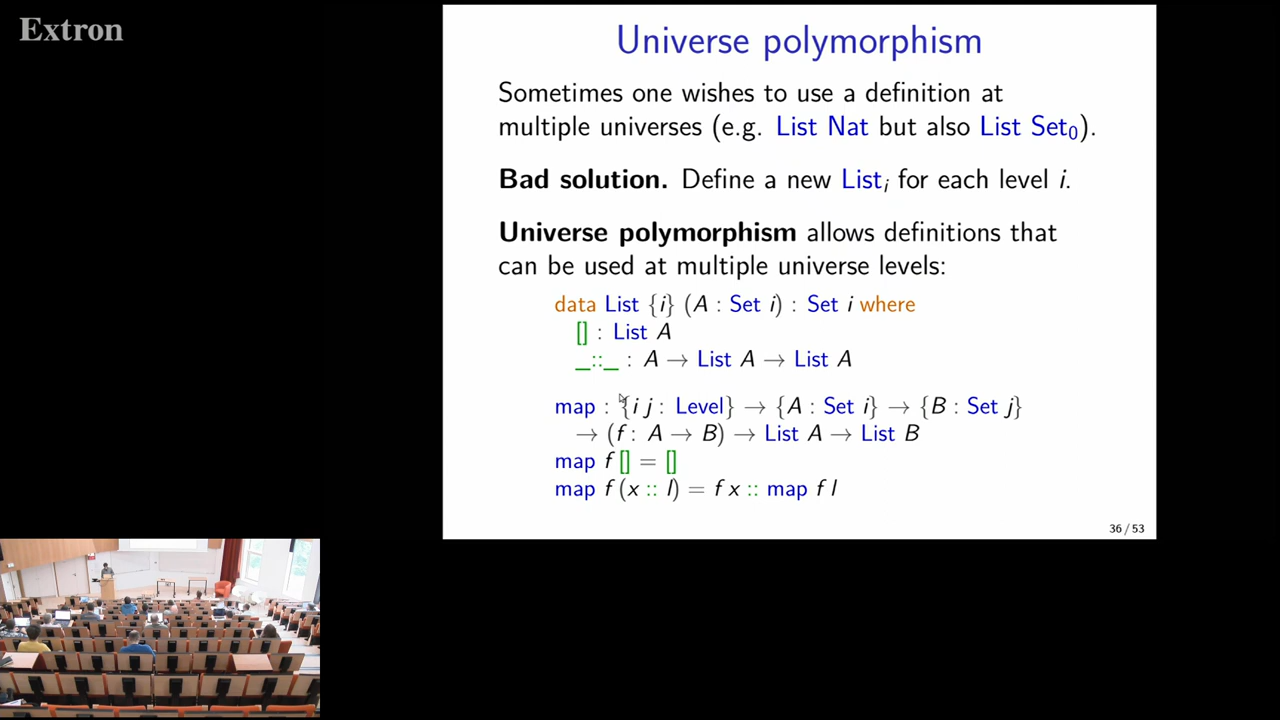 Extron
Universe polymorphism
Sometimes one wishes to use a definition at
multiple universes (e.g. List Nat but also List Set₀).
Bad solution. Define a new Listᵢ for each level i.
Universe polymorphism allows definitions that
can be used at multiple universe levels:
data List {i} (A : Set i) : Set i where
[] : List A
_::_ : A → List A → List A
map : {i j : Level} → {A : Set i} → {B : Set j}
→ (f : A → B) → List A → List B
map f [] = []
map f (x :: l) = f x :: map f l
36 / 53